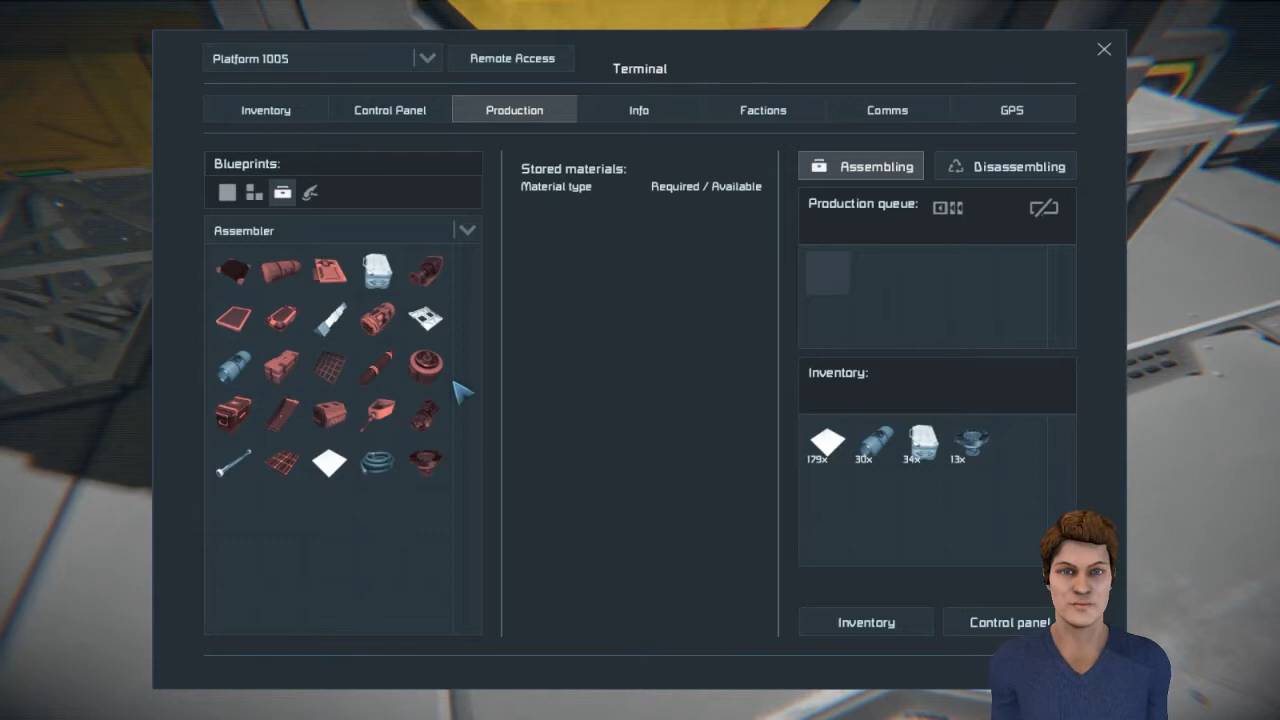 Platform 1005
Remote Access
Terminal
Inventory
Control Panel
Production
Info
Factions
Comms
GPS
Blueprints:
Assembler
Stored materials:
Material type
Required / Available
Assembling
Disassembling
Production queue:
Inventory:
179x
30x
34x
13x
Inventory
Control panel